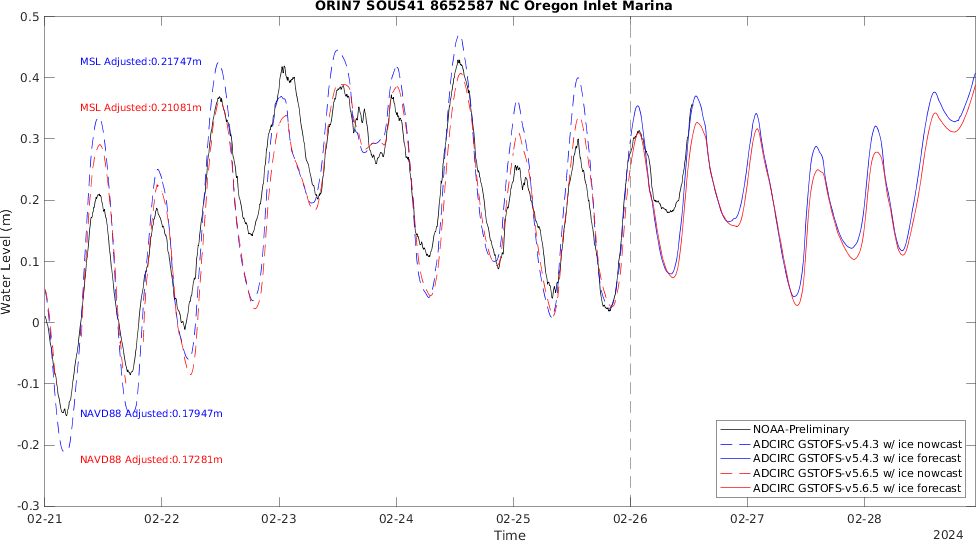 ORIN7 SOUS41 8652587 NC Oregon Inlet Marina
0.5
0.4
0.3
0.2
0.1
0
-0.1
-0.2
-0.3
Water Level (m)
MSL Adjusted:0.21747m
MSL Adjusted:0.21081m
NAVD88 Adjusted:0.17947m
NAVD88 Adjusted:0.17281m
NOAA-Preliminary
ADCIRC GSTOFS-v5.4.3 w/ ice nowcast
ADCIRC GSTOFS-v5.4.3 w/ ice forecast
ADCIRC GSTOFS-v5.6.5 w/ ice nowcast
ADCIRC GSTOFS-v5.6.5 w/ ice forecast
02-21 02-22 02-23 02-24 02-25 02-26 02-27 02-28
Time
2024